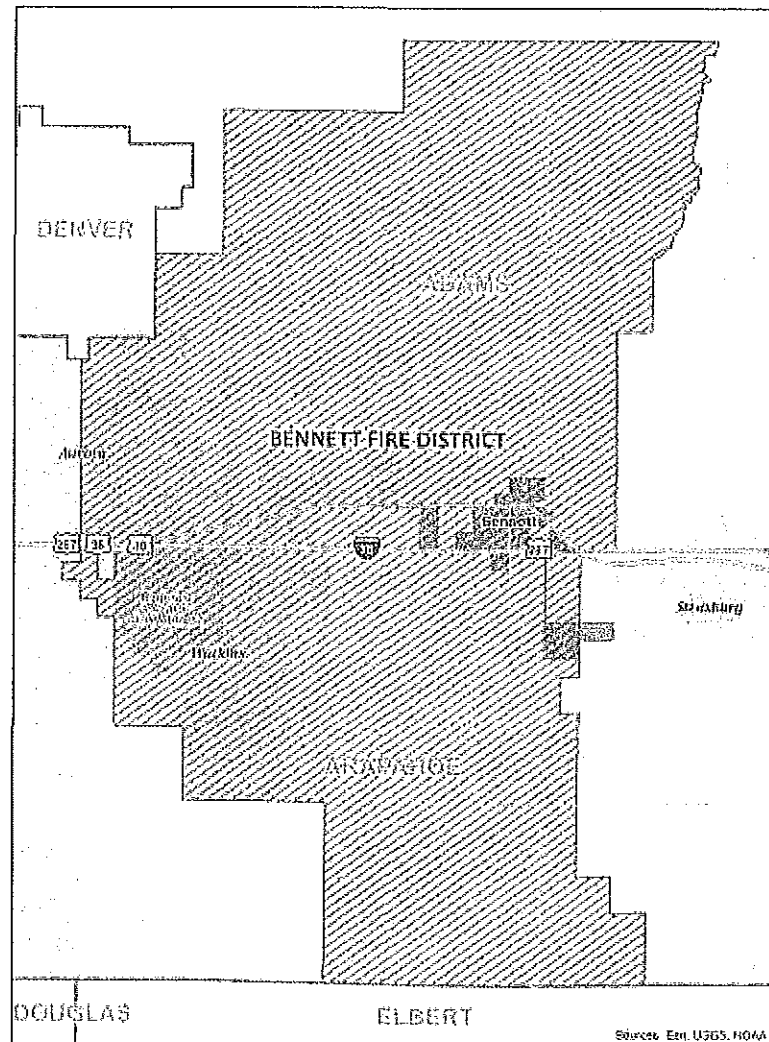 DENVER
ADAMS
BENNETT FIRE DISTRICT
Aurora
Bennett
287
36
40
Strasburg
Watkins
ARAPAHOE
DOUGLAS
ELBERT
Sources: Esri, USGS, NOAA